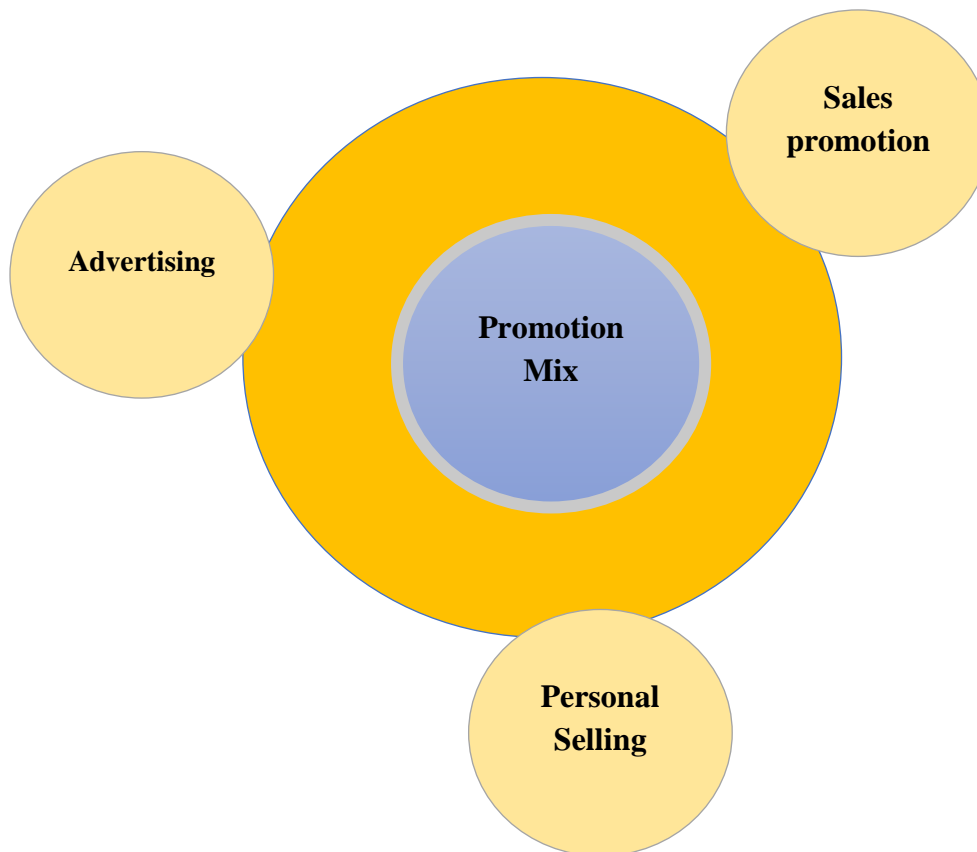 Sales
promotion
Advertising
Promotion
Mix
Personal
Selling